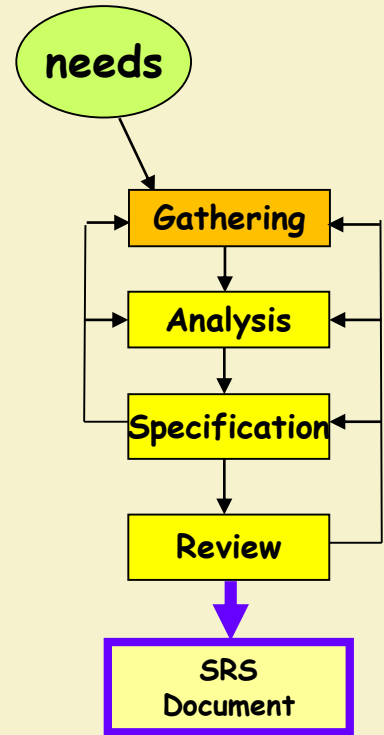 needs
Gathering
Analysis
Specification
Review
SRS
Document